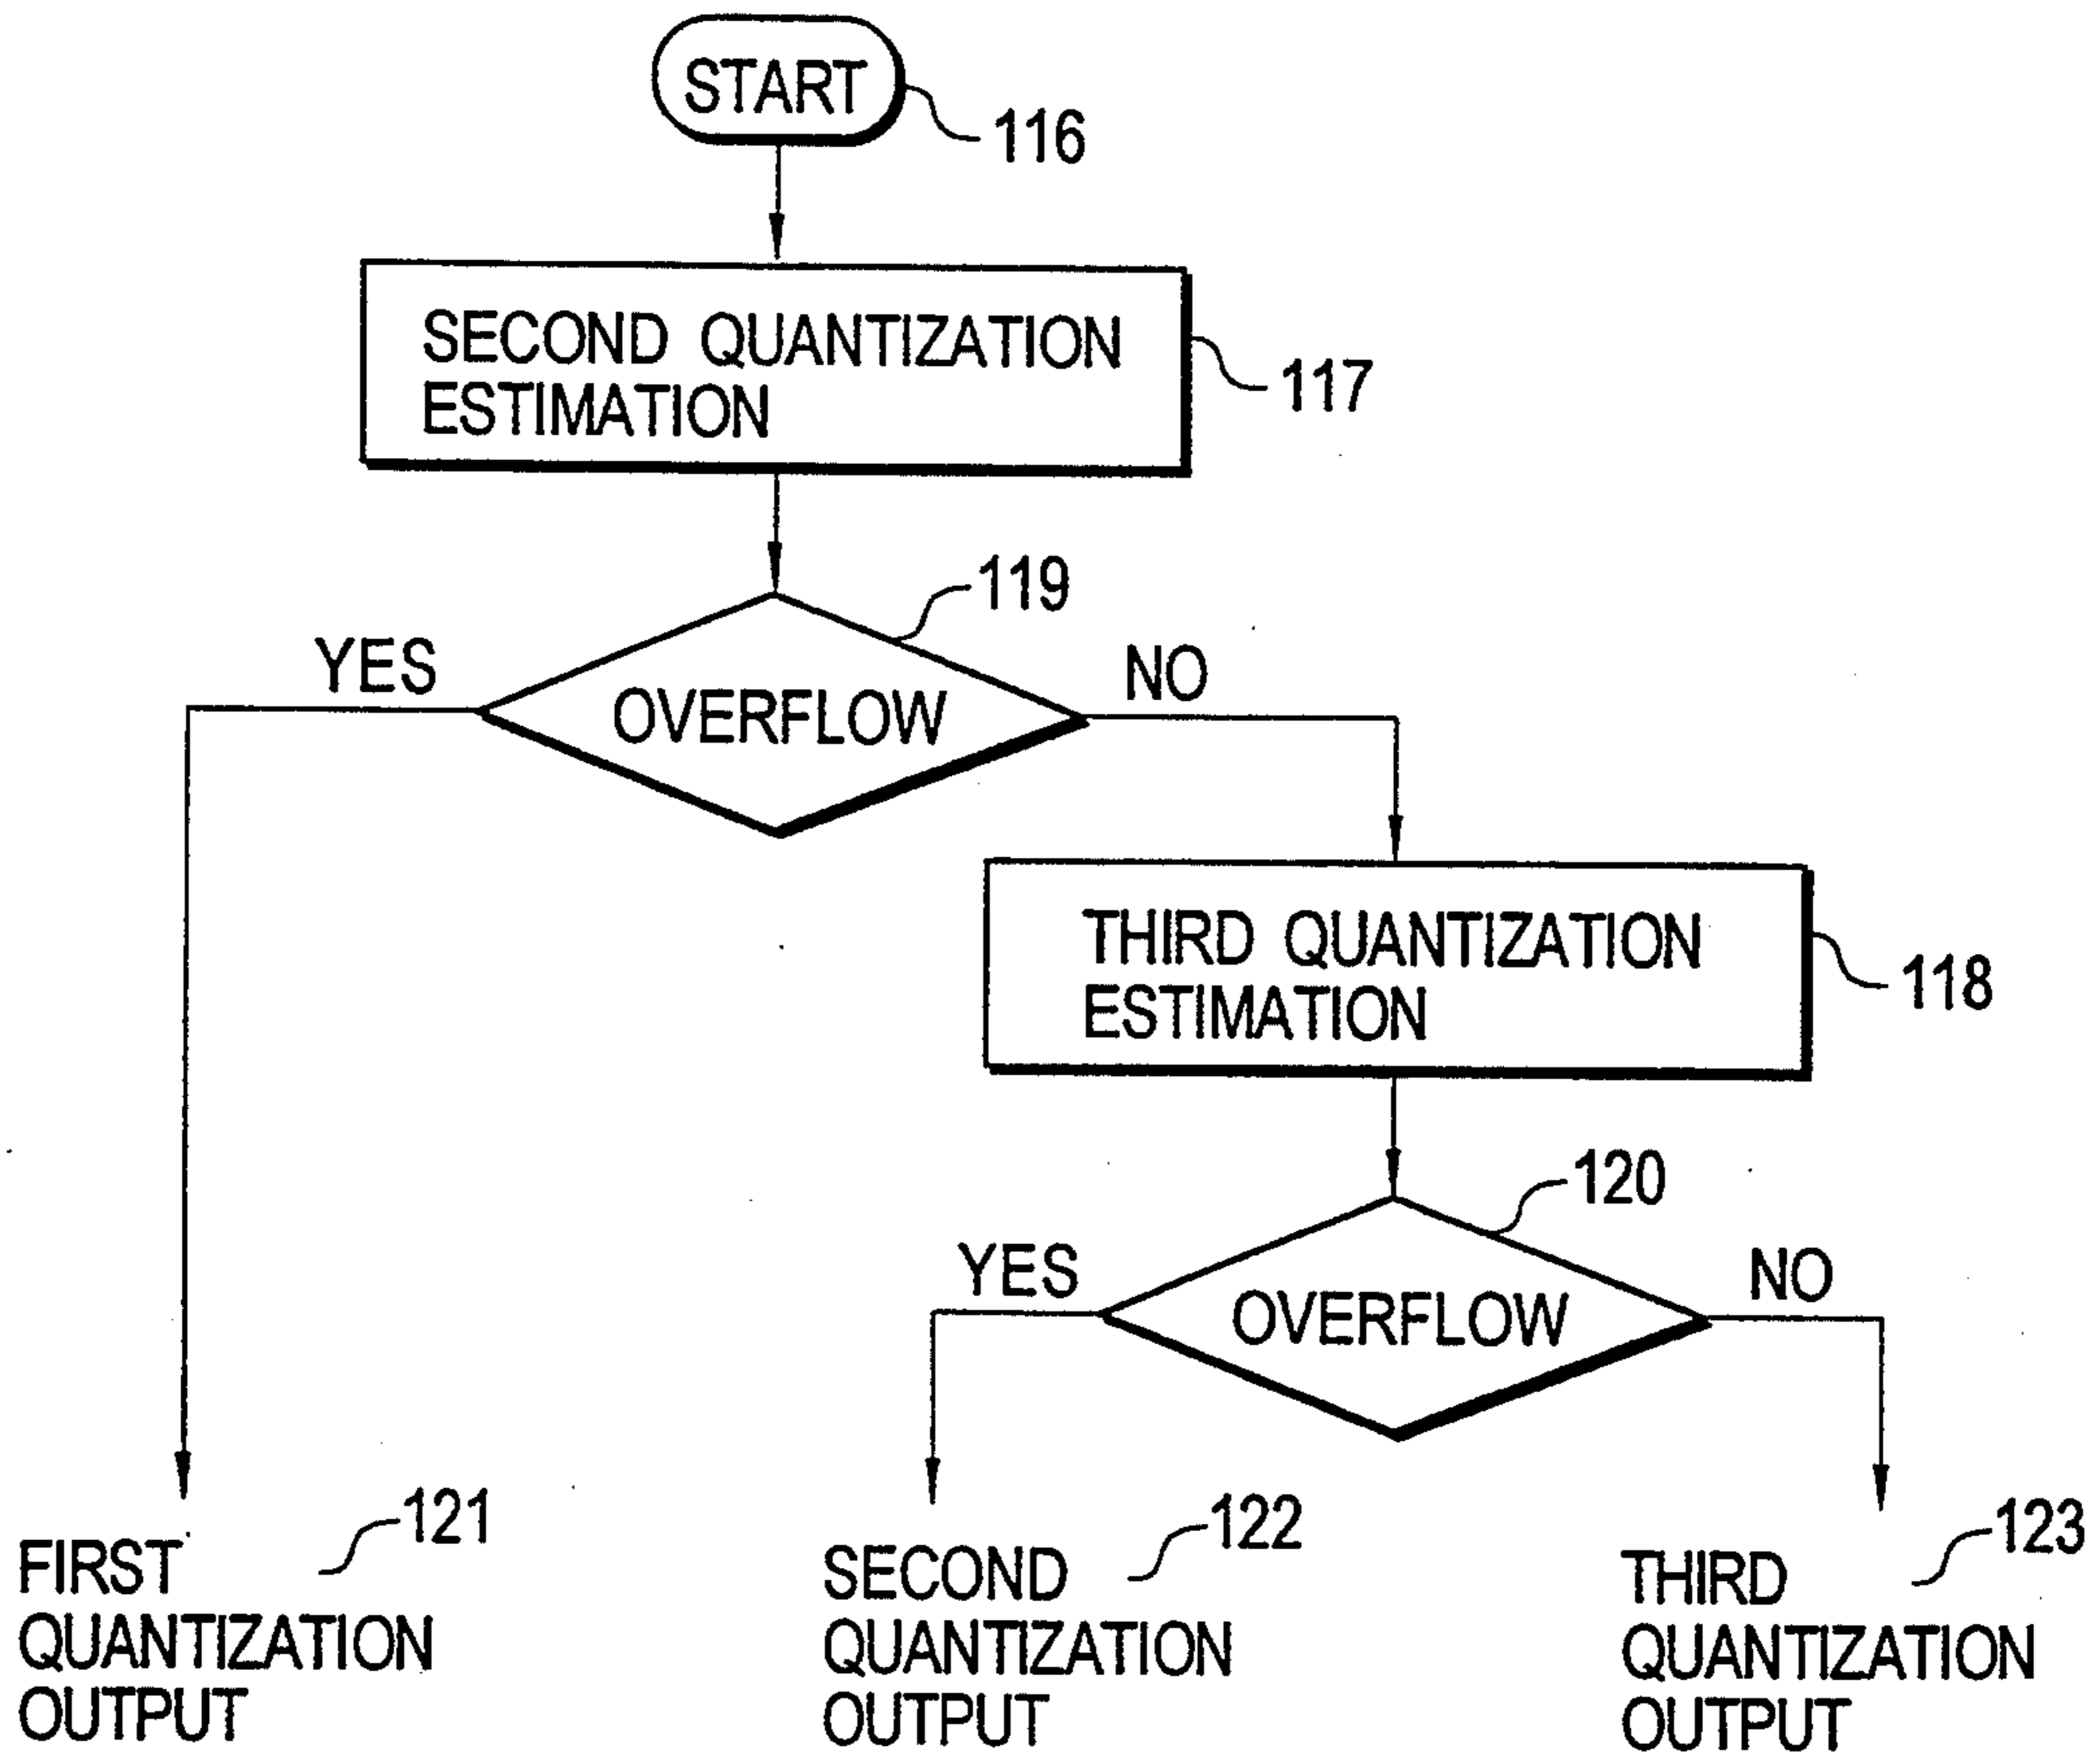 START
116
SECOND QUANTIZATION
ESTIMATION
117
119
YES
NO
OVERFLOW
THIRD QUANTIZATION
ESTIMATION
118
120
YES
NO
OVERFLOW
121
FIRST
QUANTIZATION
OUTPUT
122
SECOND
QUANTIZATION
OUTPUT
123
THIRD
QUANTIZATION
OUTPUT